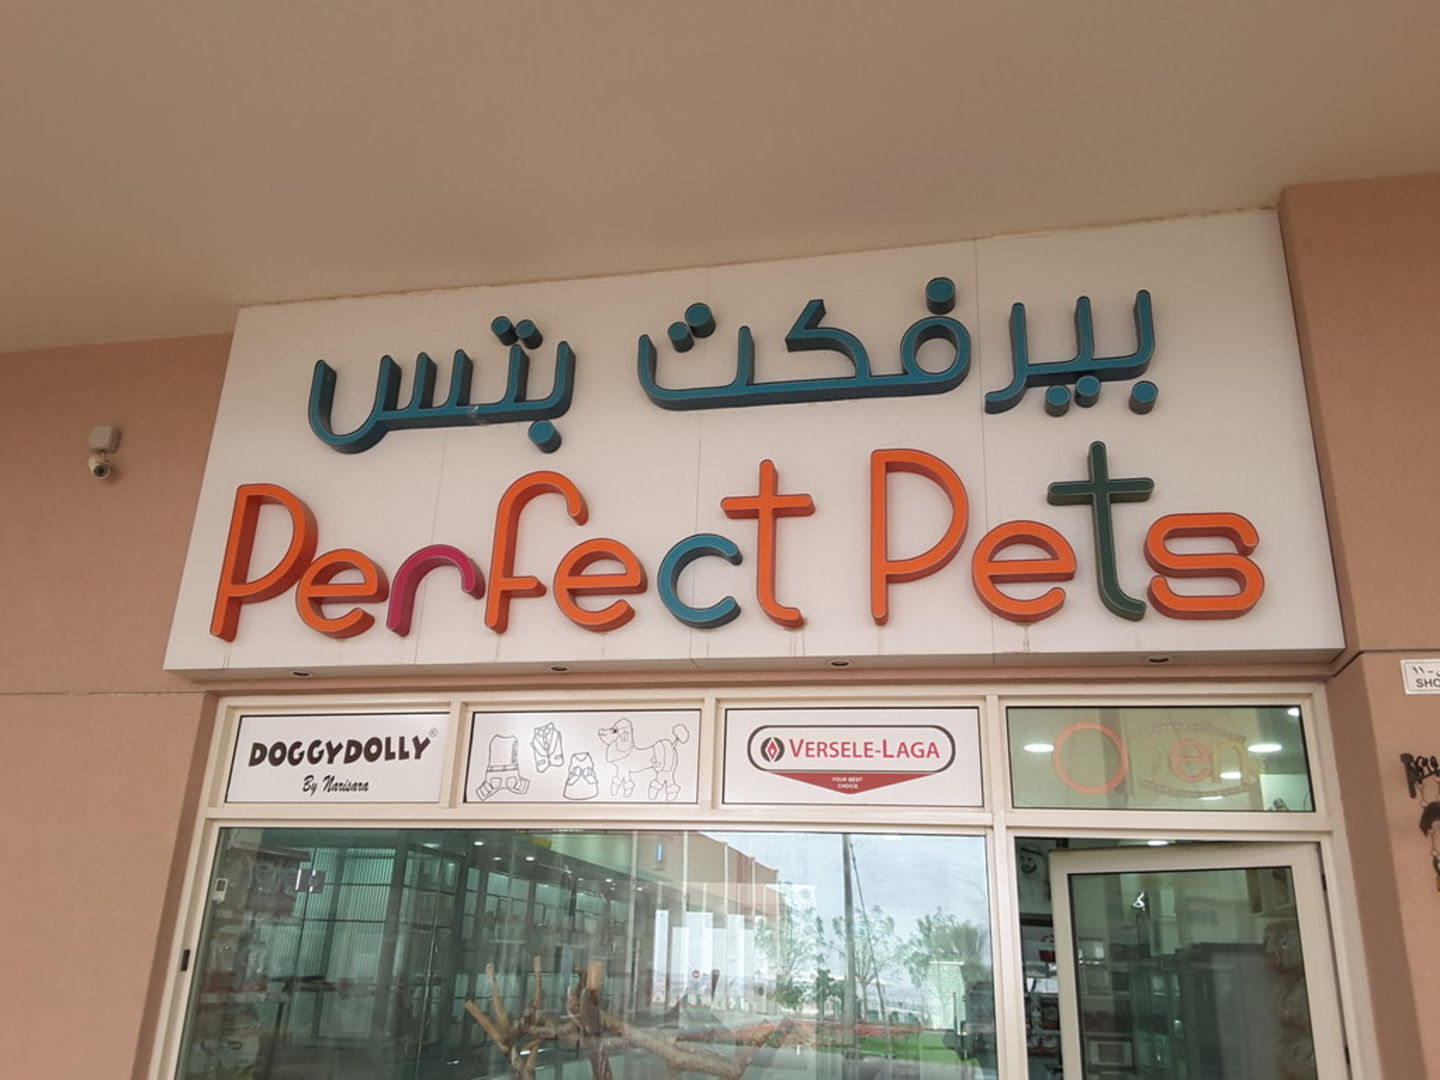 بيرفكت بتس
Perfect Pets
DOGGYDOLLY®
By Narisara
VERSELE-LAGA
YOUR BEST
CHOICE
Open